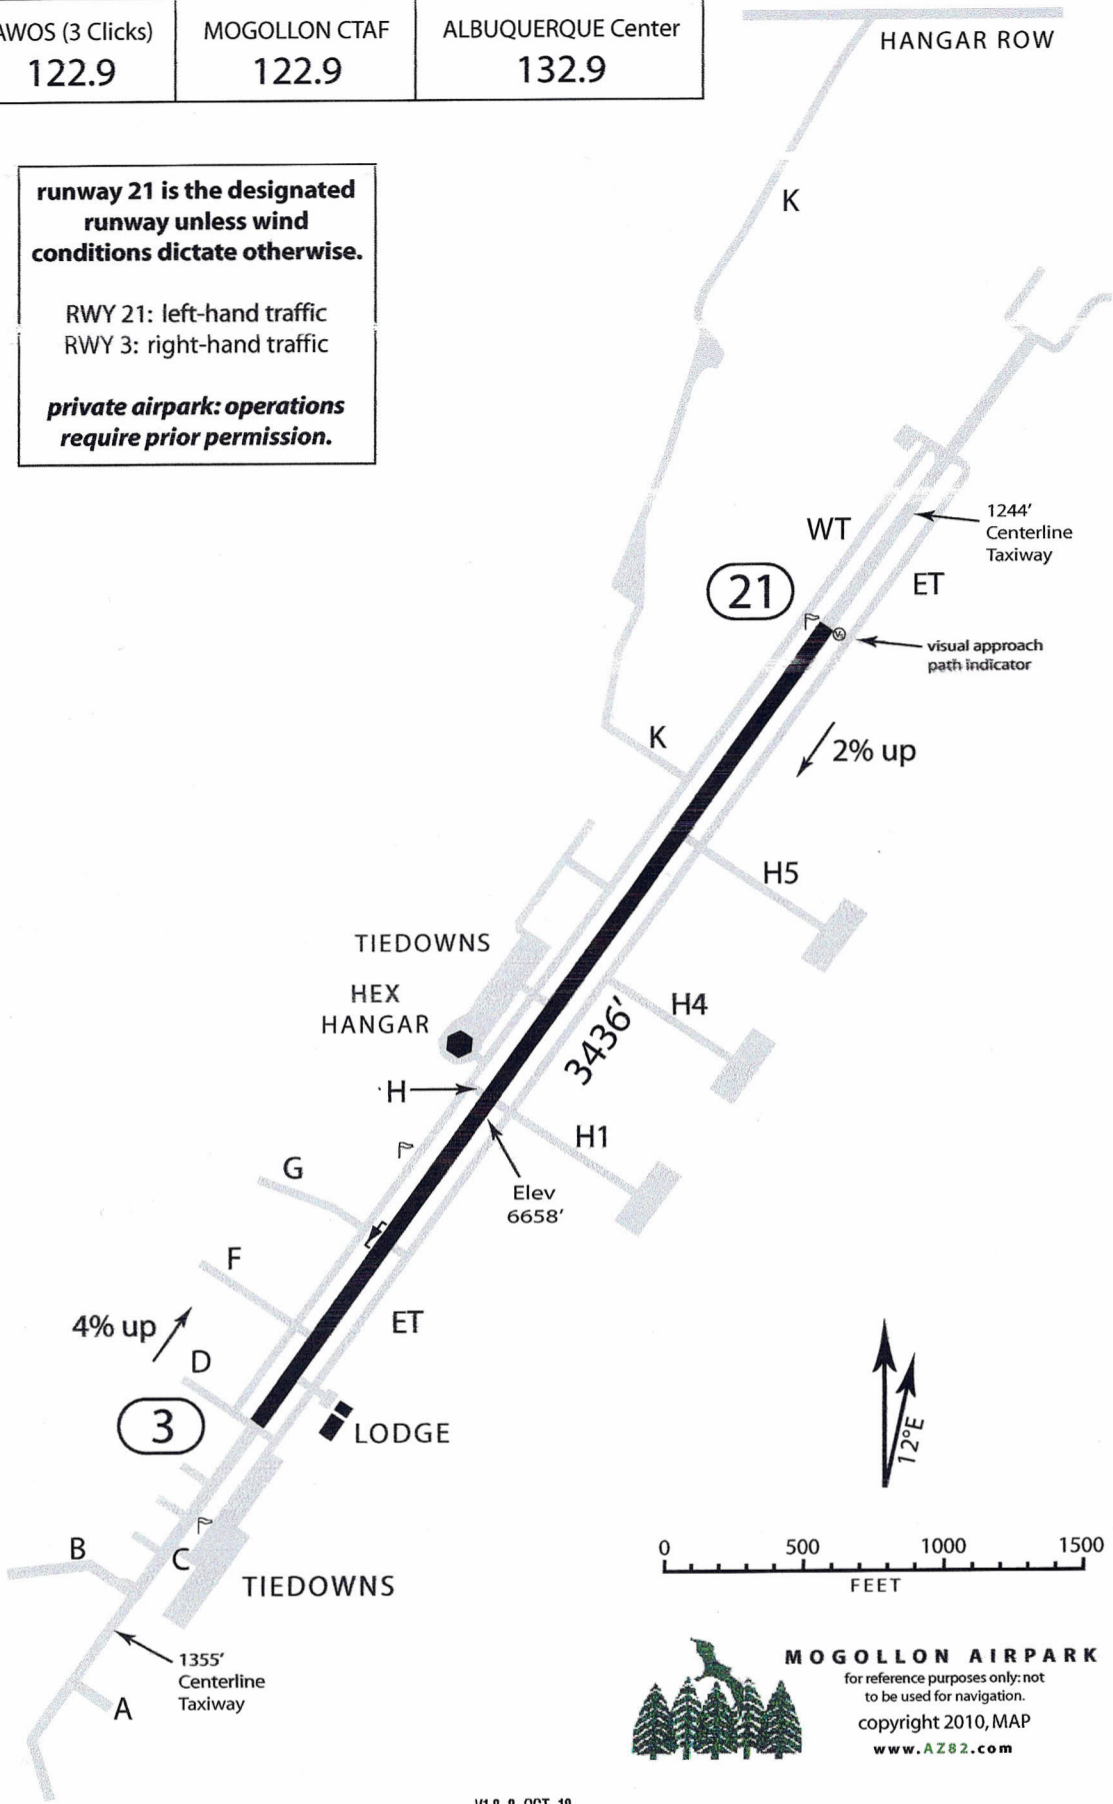 AWOS (3 Clicks)
122.9
MOGOLLON CTAF
122.9
ALBUQUERQUE Center
132.9
HANGAR ROW
runway 21 is the designated
runway unless wind
conditions dictate otherwise.
RWY 21: left-hand traffic
RWY 3: right-hand traffic
private airpark: operations
require prior permission.
K
1244'
Centerline
Taxiway
WT
ET
21
visual approach
path indicator
K
2% up
H5
TIEDOWNS
HEX
HANGAR
H4
3436'
H
H1
Elev
6658'
G
F
4% up
ET
D
3
LODGE
12°E
B
C
TIEDOWNS
0 500 1000 1500
FEET
1355'
Centerline
Taxiway
A
MOGOLLON AIRPARK
for reference purposes only: not
to be used for navigation.
copyright 2010, MAP
www.AZ82.com